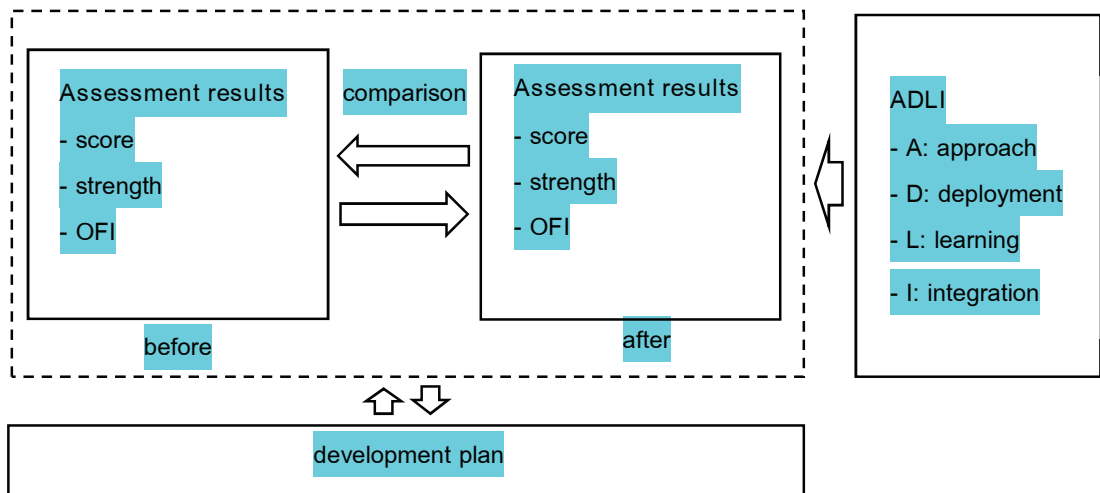 Assessment results
- score
- strength
- OFI
before
comparison
Assessment results
- score
- strength
- OFI
after
ADLI
- A: approach
- D: deployment
- L: learning
- I: integration
development plan